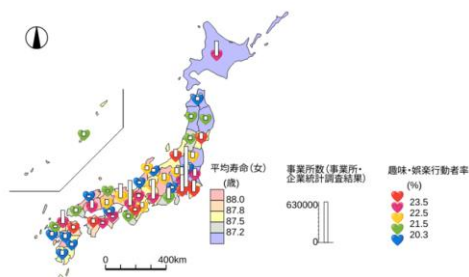 平均寿命(女)
(歳)
88.0
87.8
87.5
87.2
事業所数(事業所・
企業統計調査結果)
630000
0
趣味・娯楽行動者率
(%)
23.5
22.5
21.5
20.3
0
400km